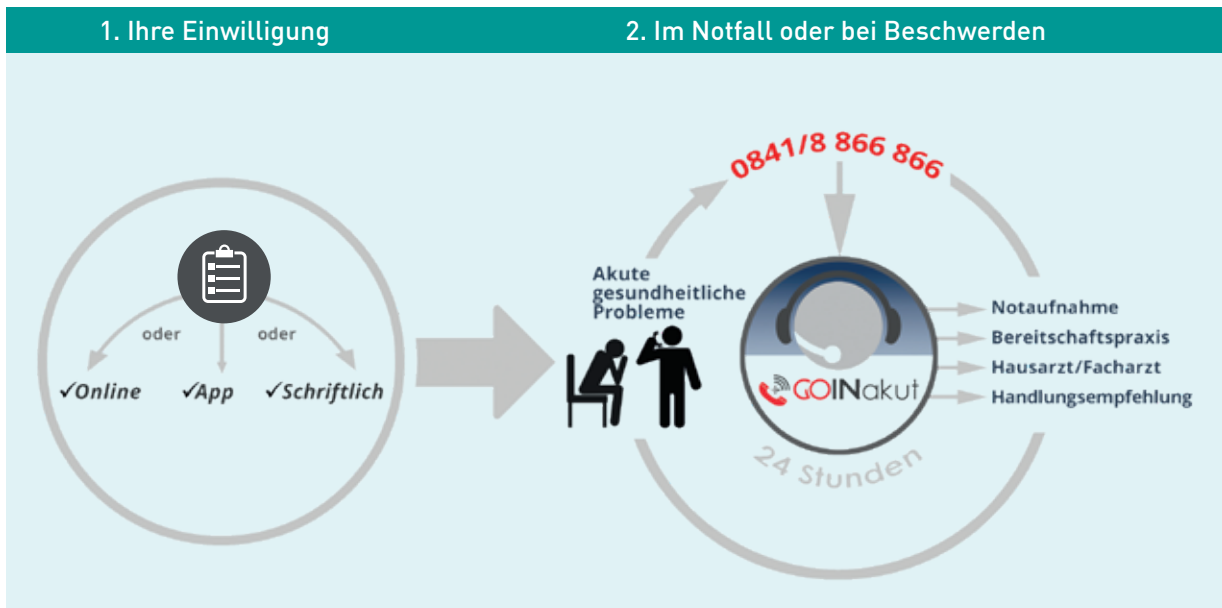 1. Ihre Einwilligung
2. Im Notfall oder bei Beschwerden
oder
oder
✓Online
✓App
✓Schriftlich
0841/8 866 866
Akute
gesundheitliche
Probleme
GOINakut
24 Stunden
Notaufnahme
Bereitschaftspraxis
Hausarzt/Facharzt
Handlungsempfehlung